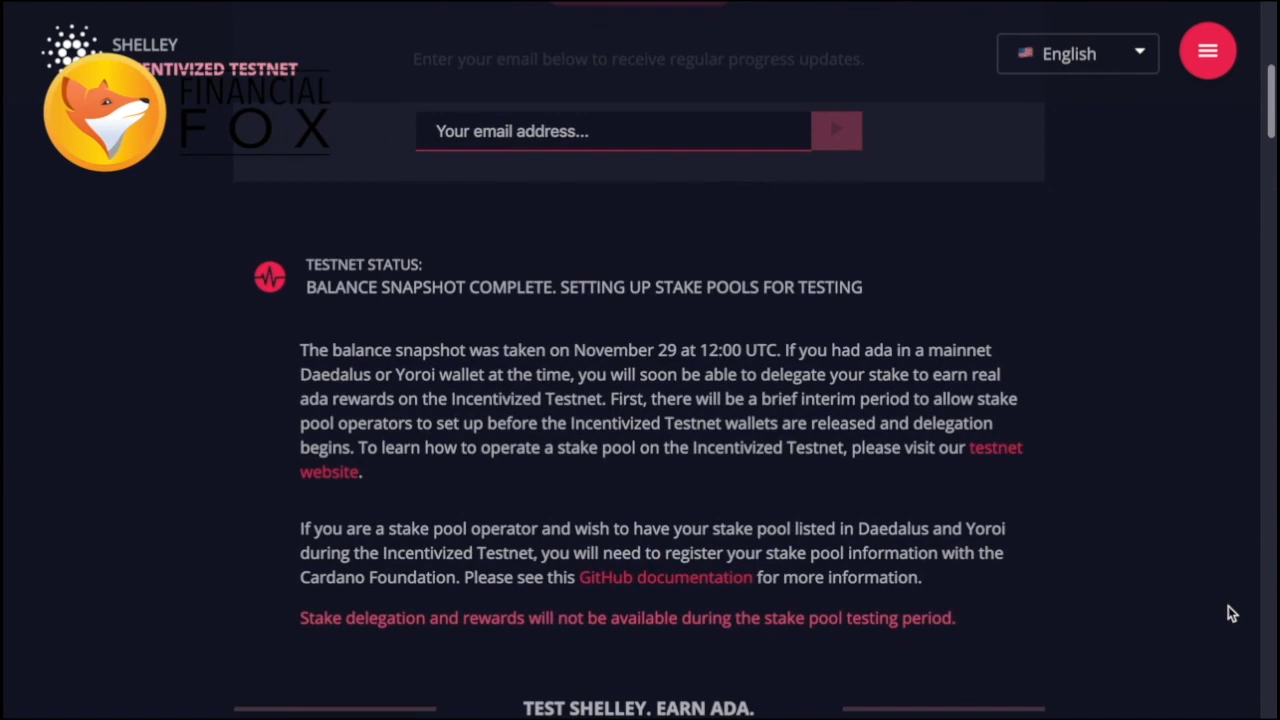 SHELLEY
ENTIVIZED TESTNET
FINANCIAL
FOX
English
Enter your email below to receive regular progress updates.
Your email address...
TESTNET STATUS:
BALANCE SNAPSHOT COMPLETE. SETTING UP STAKE POOLS FOR TESTING
The balance snapshot was taken on November 29 at 12:00 UTC. If you had ada in a mainnet
Daedalus or Yoroi wallet at the time, you will soon be able to delegate your stake to earn real
ada rewards on the Incentivized Testnet. First, there will be a brief interim period to allow stake
pool operators to set up before the Incentivized Testnet wallets are released and delegation
begins. To learn how to operate a stake pool on the Incentivized Testnet, please visit our testnet
website.
If you are a stake pool operator and wish to have your stake pool listed in Daedalus and Yoroi
during the Incentivized Testnet, you will need to register your stake pool information with the
Cardano Foundation. Please see this GitHub documentation for more information.
Stake delegation and rewards will not be available during the stake pool testing period.
TEST SHELLEY. EARN ADA.